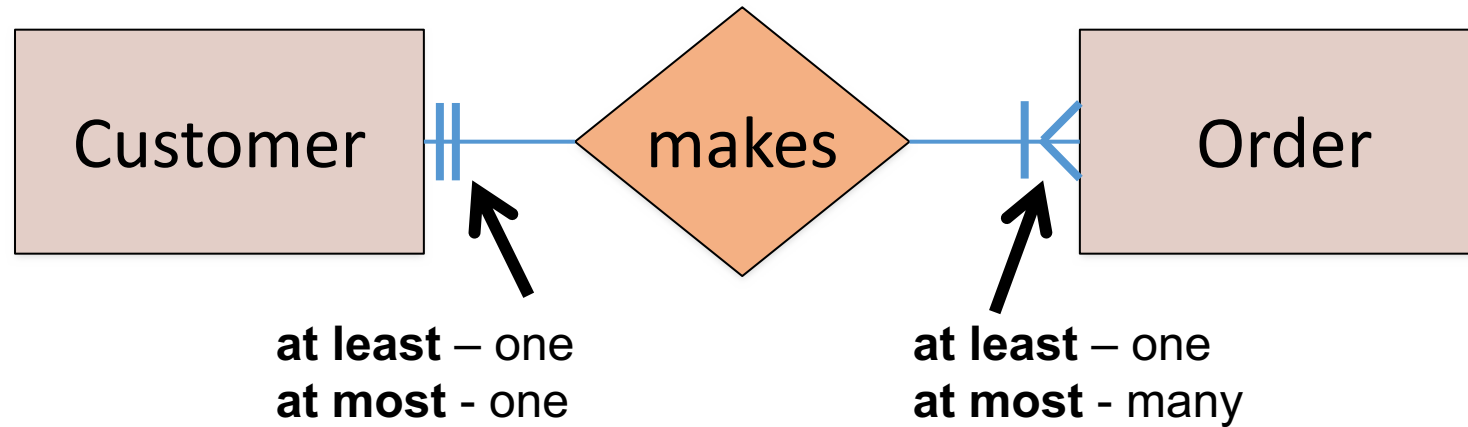 Customer
makes
Order
at least – one
at most - one
at least – one
at most - many